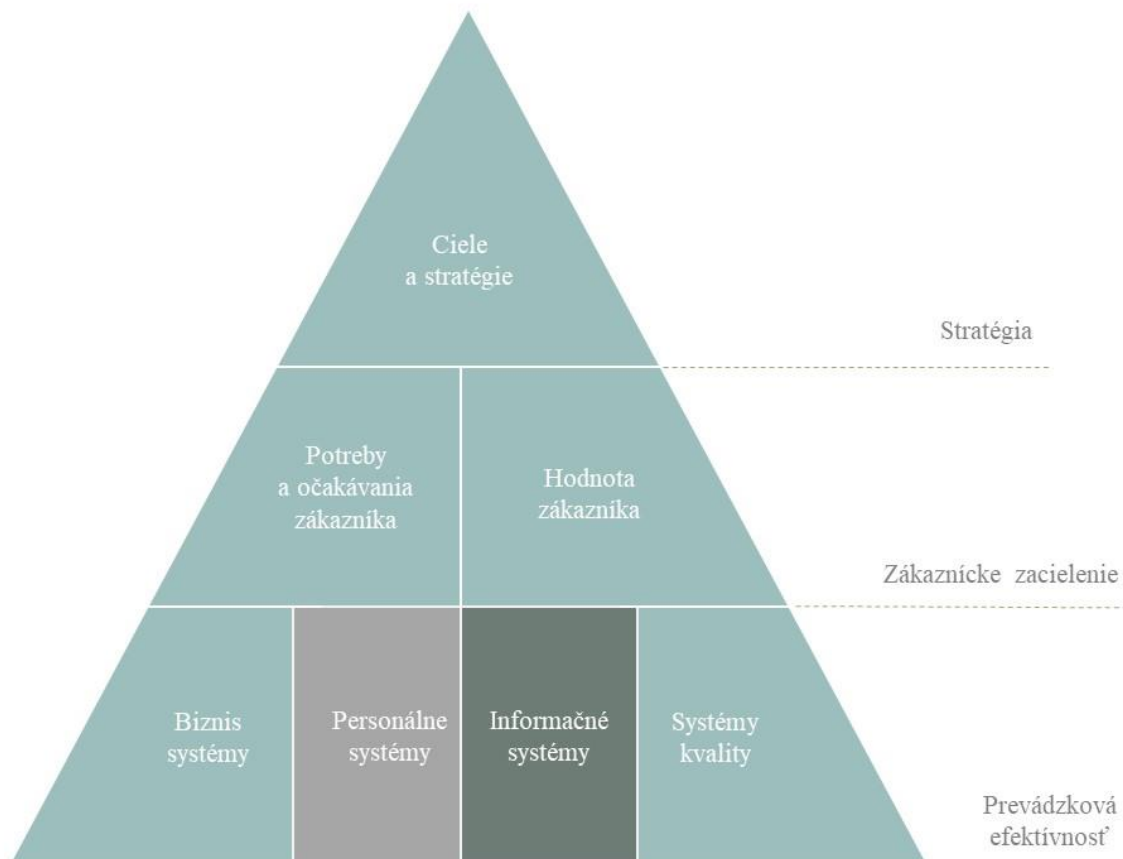 Ciele
a stratégie
Stratégia
Potreby
a očakávania
zákazníka
Hodnota
zákazníka
Zákaznícke zacielenie
Biznis
systémy
Personálne
systémy
Informačné
systémy
Systémy
kvality
Prevádzková
efektívnosť